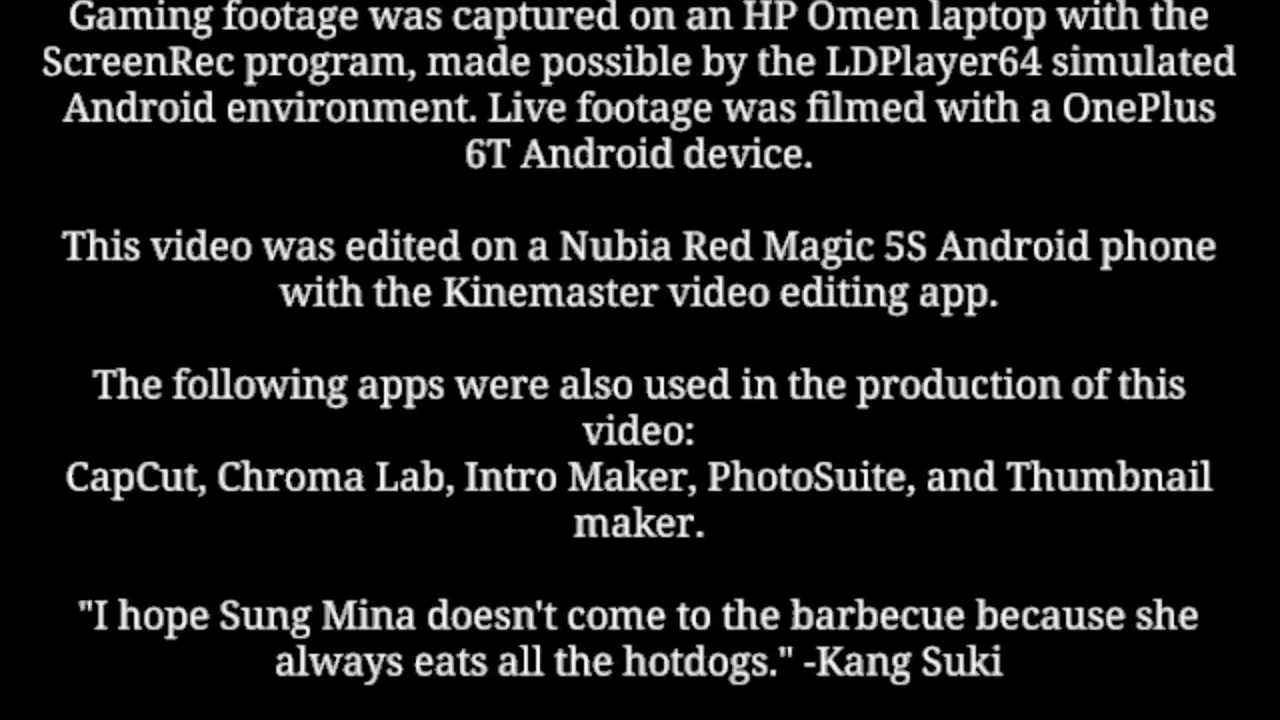 Gaming footage was captured on an HP Omen laptop with the
ScreenRec program, made possible by the LDPlayer64 simulated
Android environment. Live footage was filmed with a OnePlus
6T Android device.
This video was edited on a Nubia Red Magic 5S Android phone
with the Kinemaster video editing app.
The following apps were also used in the production of this
video:
CapCut, Chroma Lab, Intro Maker, PhotoSuite, and Thumbnail
maker.
"I hope Sung Mina doesn't come to the barbecue because she
always eats all the hotdogs." -Kang Suki